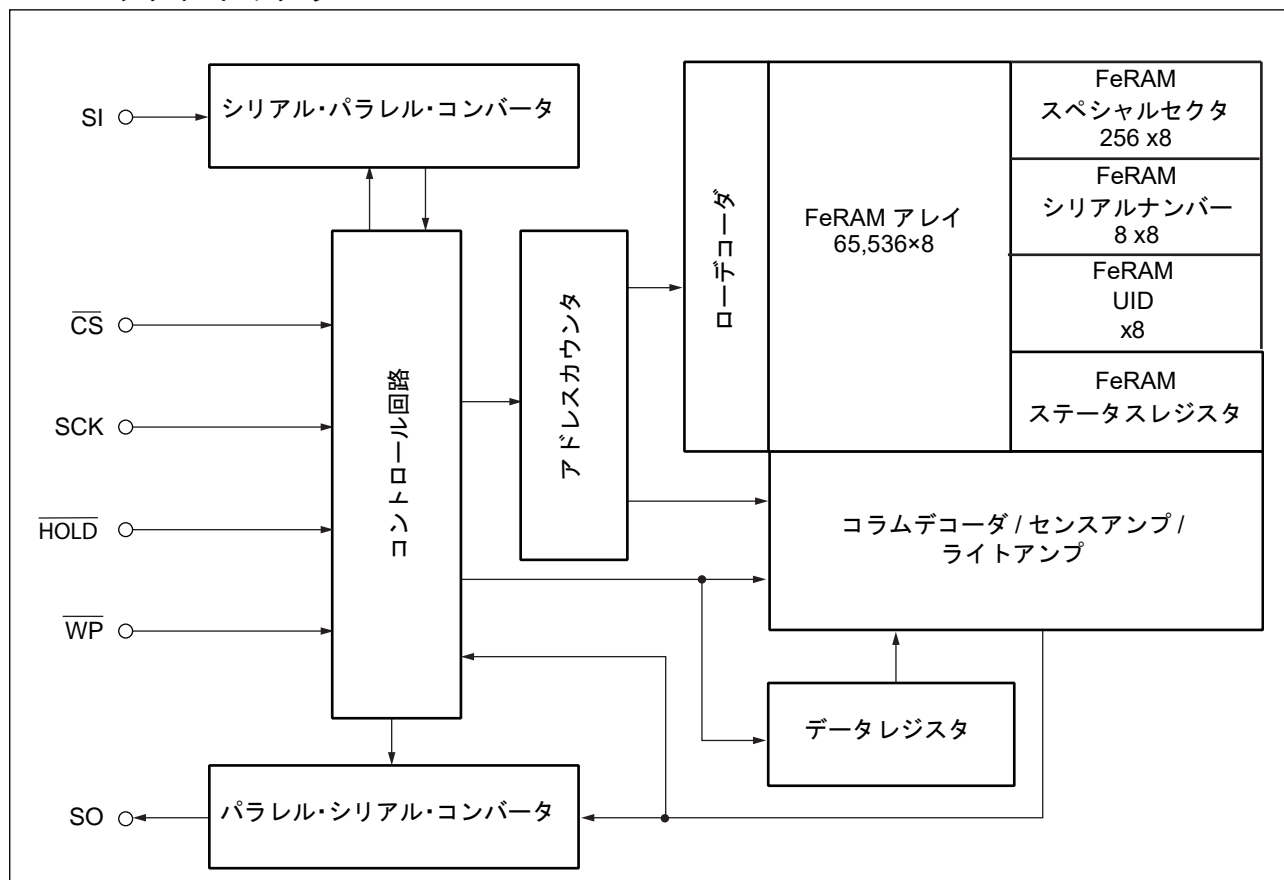 シリアル・パラレル・コンバータ
SI
FeRAM
スペシャルセクタ
256 x8
FeRAM
シリアルナンバー
8 x8
FeRAM
UID
x8
FeRAM
ステータスレジスタ
ローデコーダ
FeRAM アレイ
65,536×8
CS
SCK
HOLD
WP
コントロール回路
アドレスカウンタ
コラムデコーダ / センスアンプ /
ライトアンプ
データレジスタ
パラレル・シリアル・コンバータ
SO